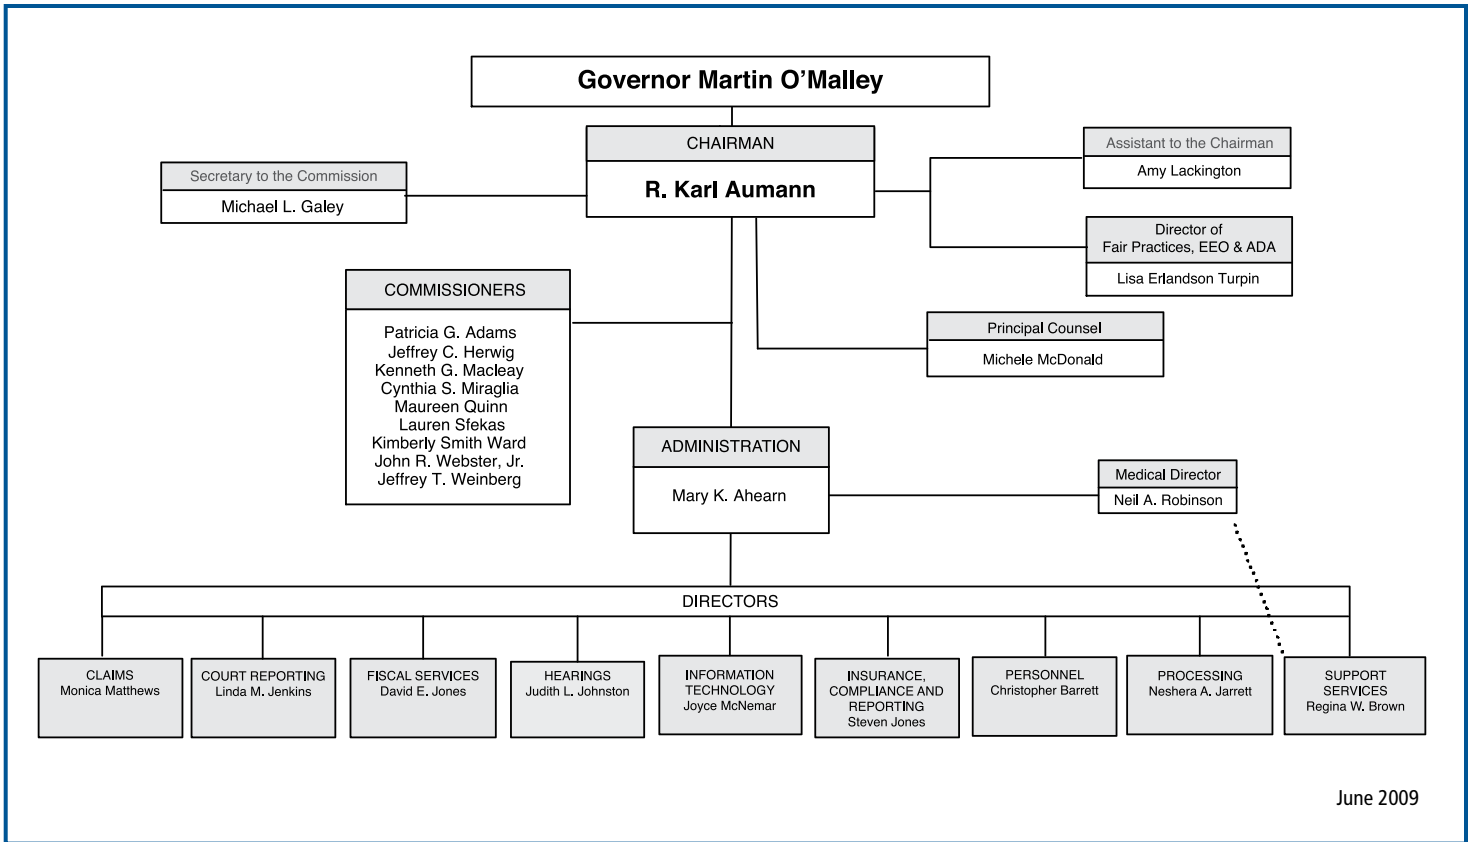 Governor Martin O’Malley
CHAIRMAN
R. Karl Aumann
Secretary to the Commission
Michael L. Galey
Assistant to the Chairman
Amy Lackington
Director of
Fair Practices, EEO & ADA
Lisa Erlandson Turpin
COMMISSIONERS
Patricia G. Adams
Jeffrey C. Herwig
Kenneth G. Macleay
Cynthia S. Miraglia
Maureen Quinn
Lauren Sfekas
Kimberly Smith Ward
John R. Webster, Jr.
Jeffrey T. Weinberg
Principal Counsel
Michele McDonald
ADMINISTRATION
Mary K. Ahearn
Medical Director
Neil A. Robinson
DIRECTORS
CLAIMS
Monica Matthews
COURT REPORTING
Linda M. Jenkins
FISCAL SERVICES
David E. Jones
HEARINGS
Judith L. Johnston
INFORMATION
TECHNOLOGY
Joyce McNemar
INSURANCE,
COMPLIANCE AND
REPORTING
Steven Jones
PERSONNEL
Christopher Barrett
PROCESSING
Neshera A. Jarrett
SUPPORT
SERVICES
Regina W. Brown
June 2009